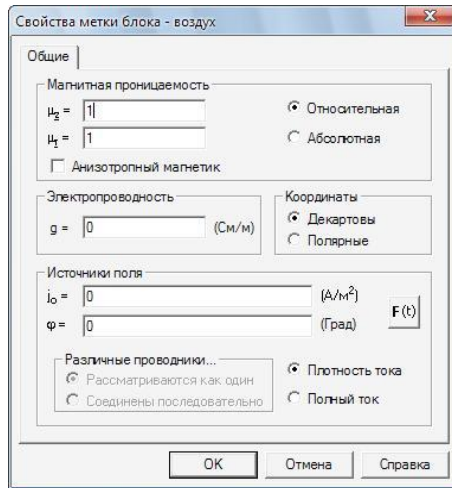 Свойства метки блока - воздух
Общие
Магнитная проницаемость
μz = 1
Относительная
μr = 1
Абсолютная
Анизотропный магнетик
Электропроводность
g = 0 (См/м)
Координаты
Декартовы
Полярные
Источники поля
jo = 0 (А/м²)
φ = 0 (Град)
F(t)
Различные проводники...
Рассматриваются как один
Соединены последовательно
Плотность тока
Полный ток
OK Отмена Справка